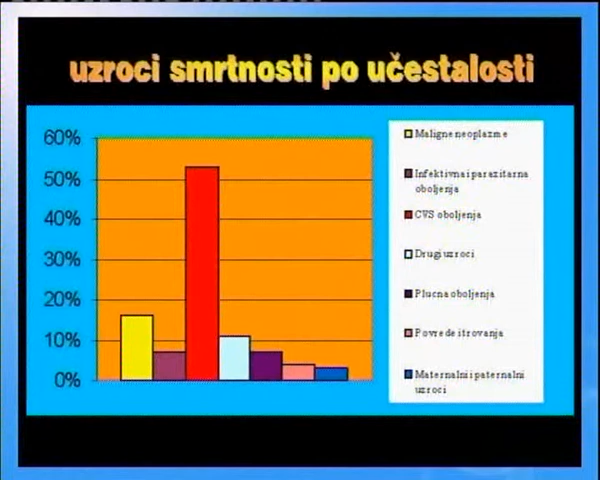 uzroci smrtnosti po učestalosti
60%
50%
40%
30%
20%
10%
0%
Maligne neoplazme
Infektivna i parazitarna
oboljenja
CVS oboljenja
Drugi uzroci
Plucna oboljenja
Povrede i trovanja
Maternalni i paternalni
uzroci